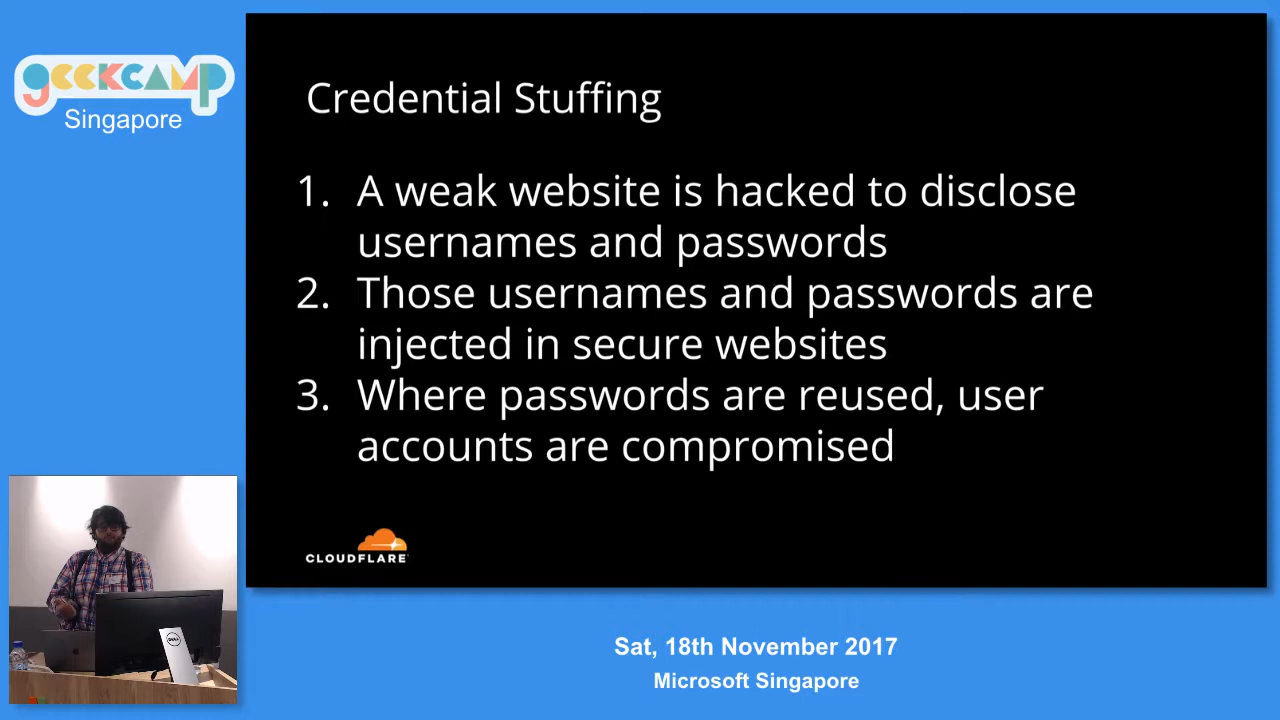 geekcamp
Singapore
Credential Stuffing
1. A weak website is hacked to disclose
usernames and passwords
2. Those usernames and passwords are
injected in secure websites
3. Where passwords are reused, user
accounts are compromised
CLOUDFLARE
DELL
Sat, 18th November 2017
Microsoft Singapore